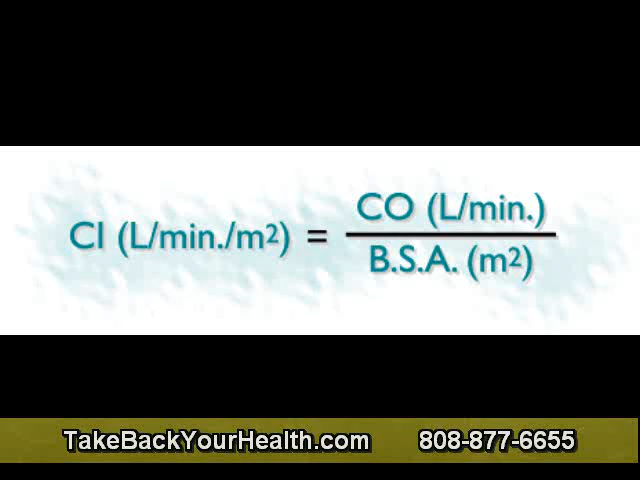 CI (L/min./m2) = CO (L/min.)
B.S.A. (m2)
TakeBackYourHealth.com 808-877-6655